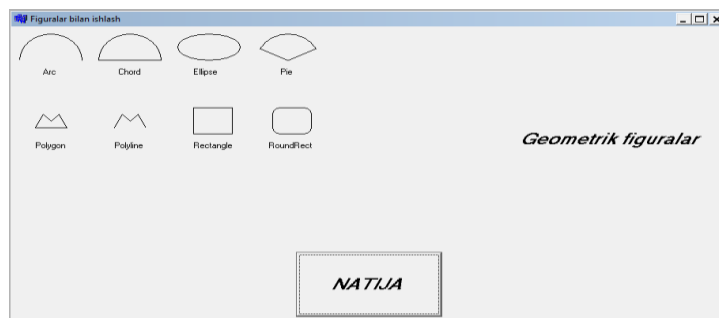 Figuralar bilan ishlash
Arc Chord Ellipse Pie
Polygon Polyline Rectangle RoundRect
Geometrik figuralar
NATIJA